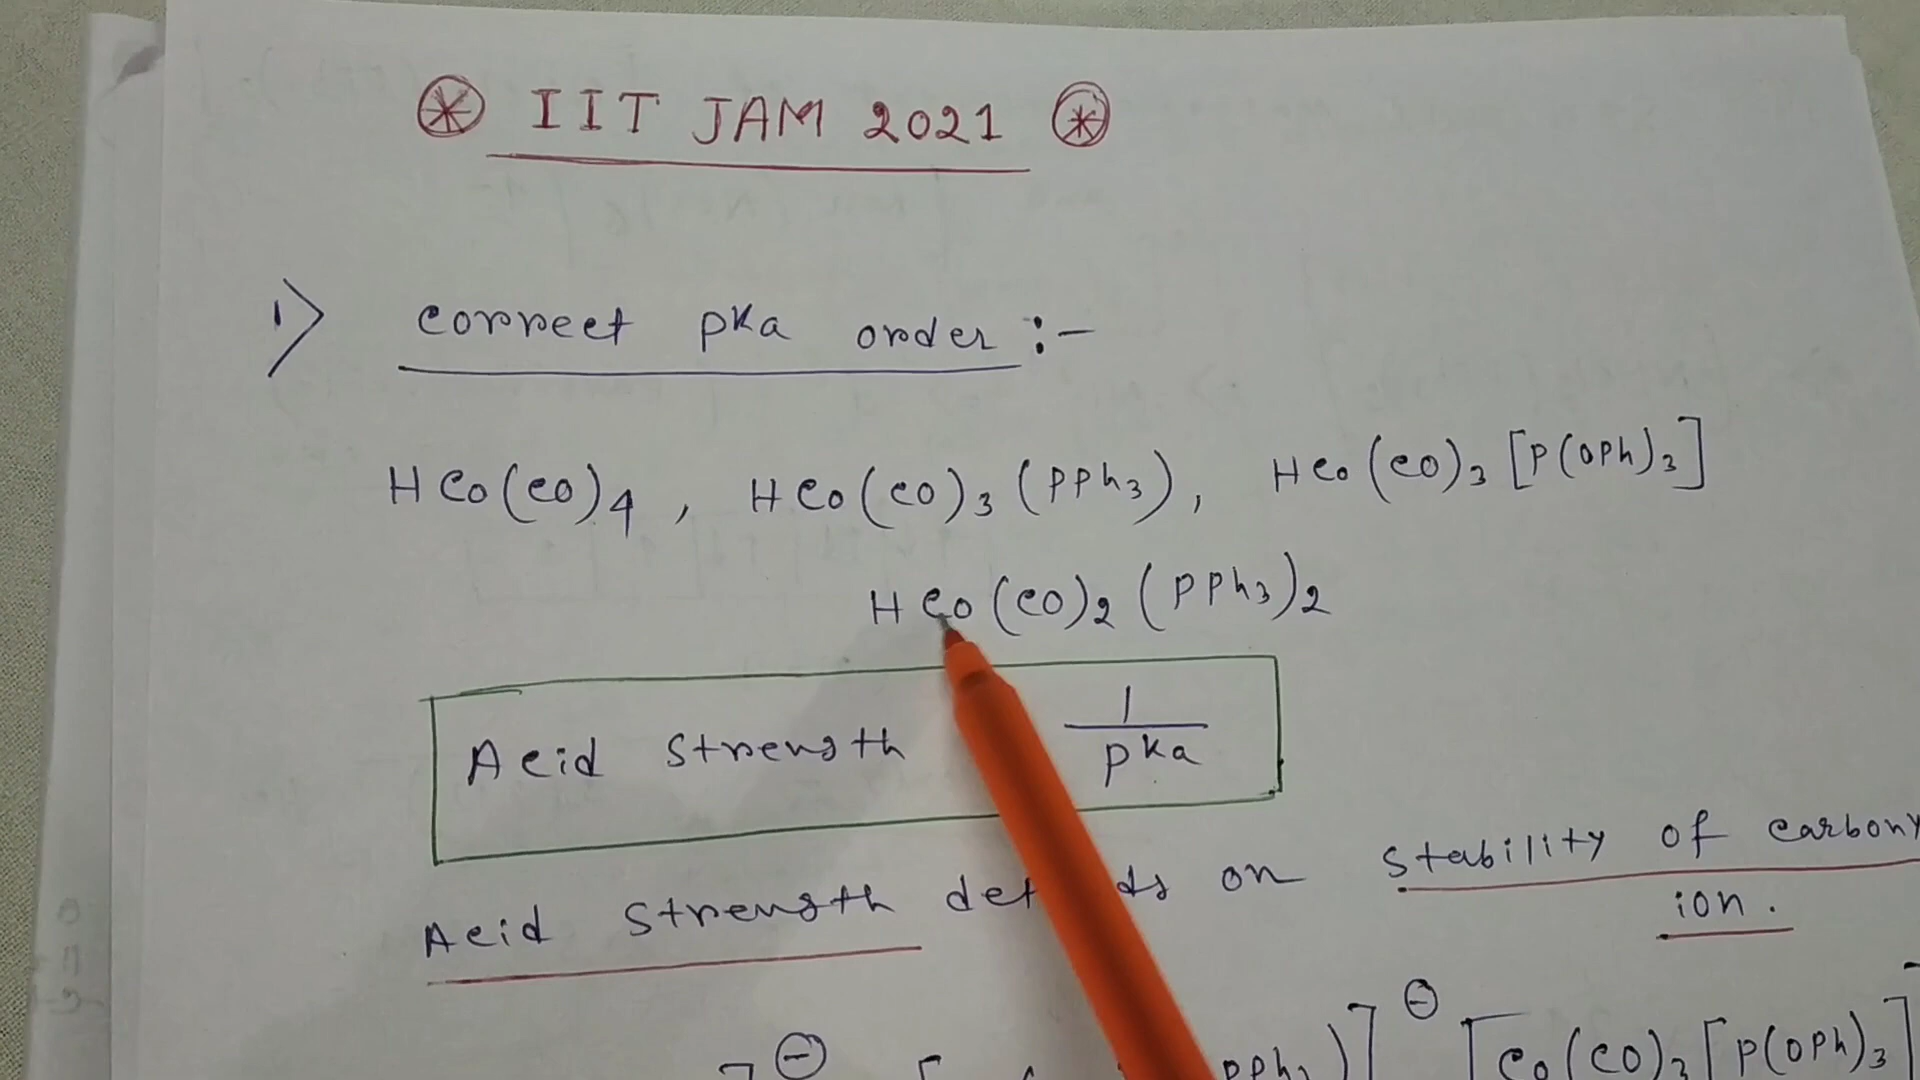 ⊛ IIT JAM 2021 ⊛
1> correct pKa order :-
HCo(CO)4 , HCo(CO)3(PPh3), HCo(CO)3[P(OPh)3]
HCo(CO)2(PPh3)2
Acid strength 1/pKa
Acid strength on stability of
ion.
⊖ ⊖
PPh3)] [Co(CO)3[P(OPh)3]